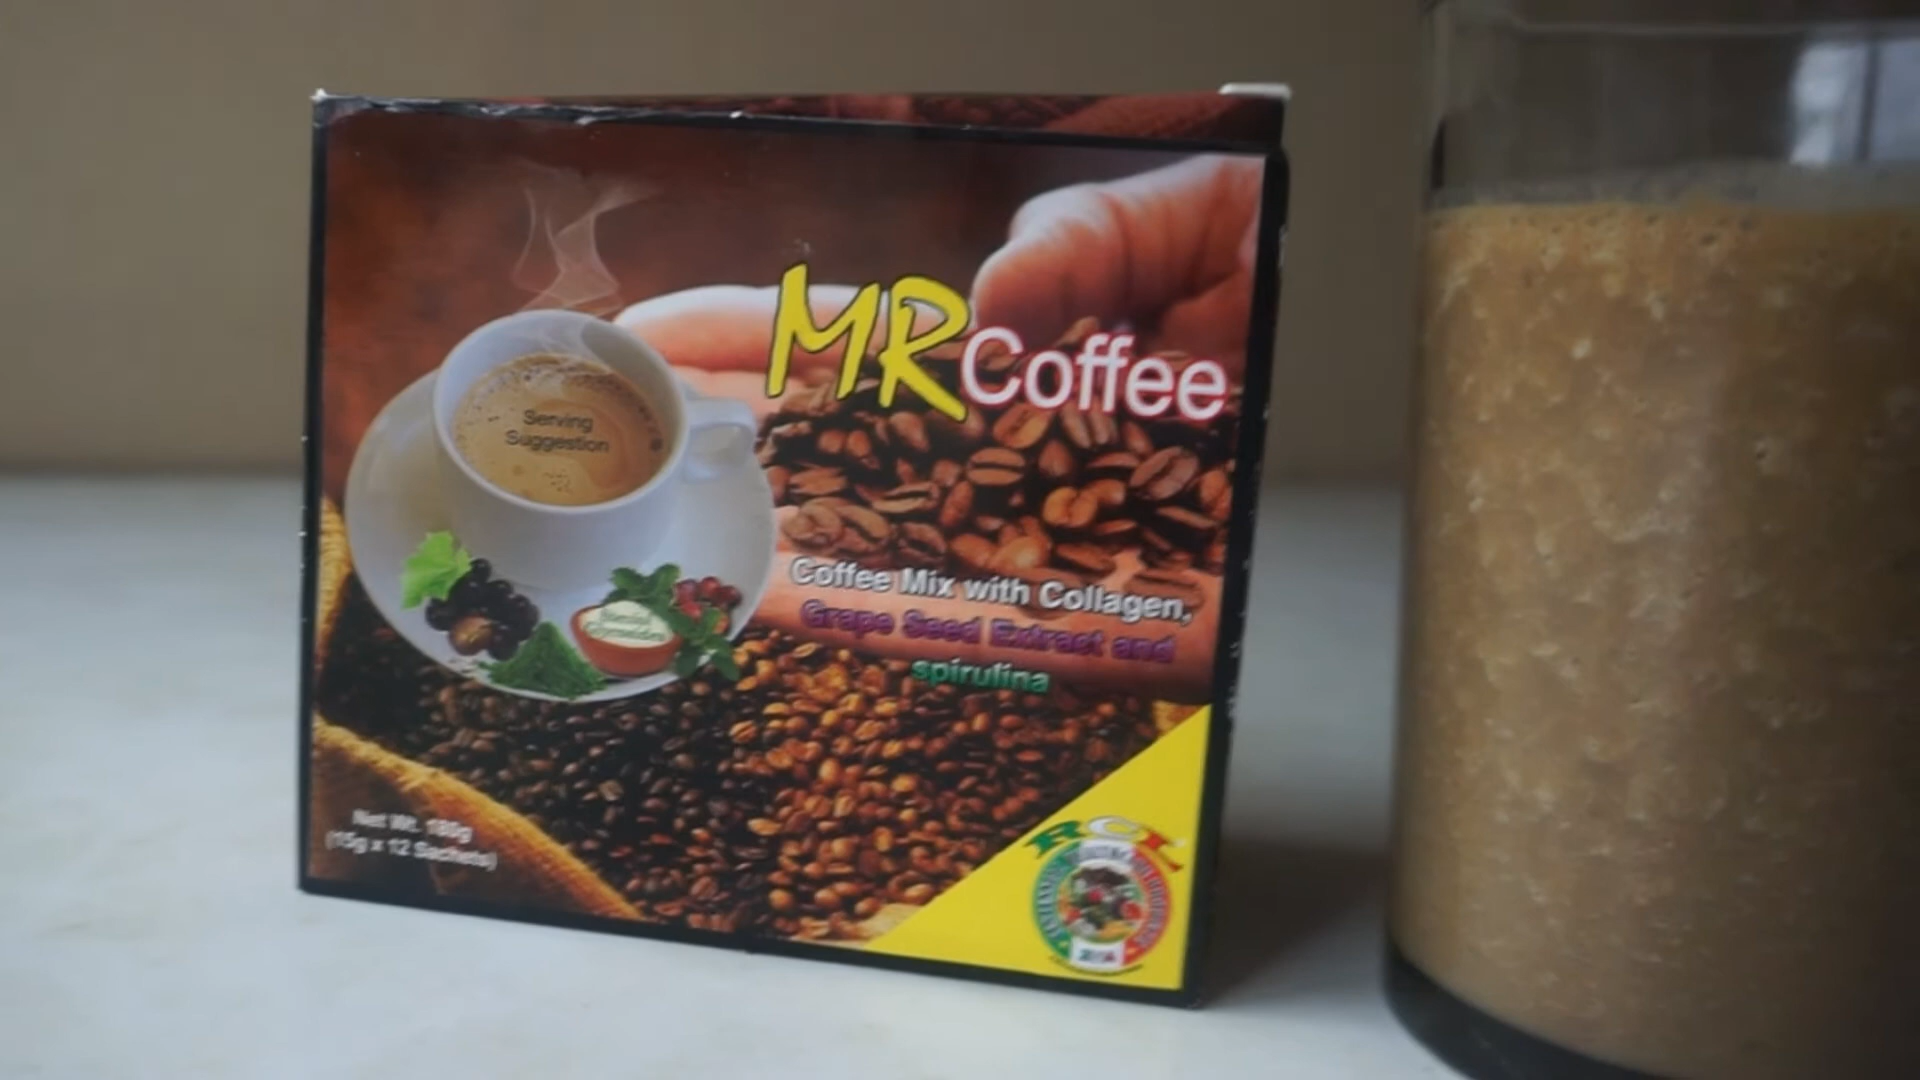 MR Coffee
Serving
Suggestion
Coffee Mix with Collagen,
Grape Seed Extract and
spirulina
Net Wt. 180g
(15g x 12 Sachets)
RCL